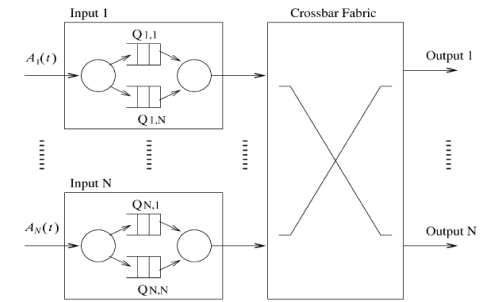 Input 1
Crossbar Fabric
A1(t)
Q1,1
Q1,N
Output 1
Input N
AN(t)
QN,1
QN,N
Output N